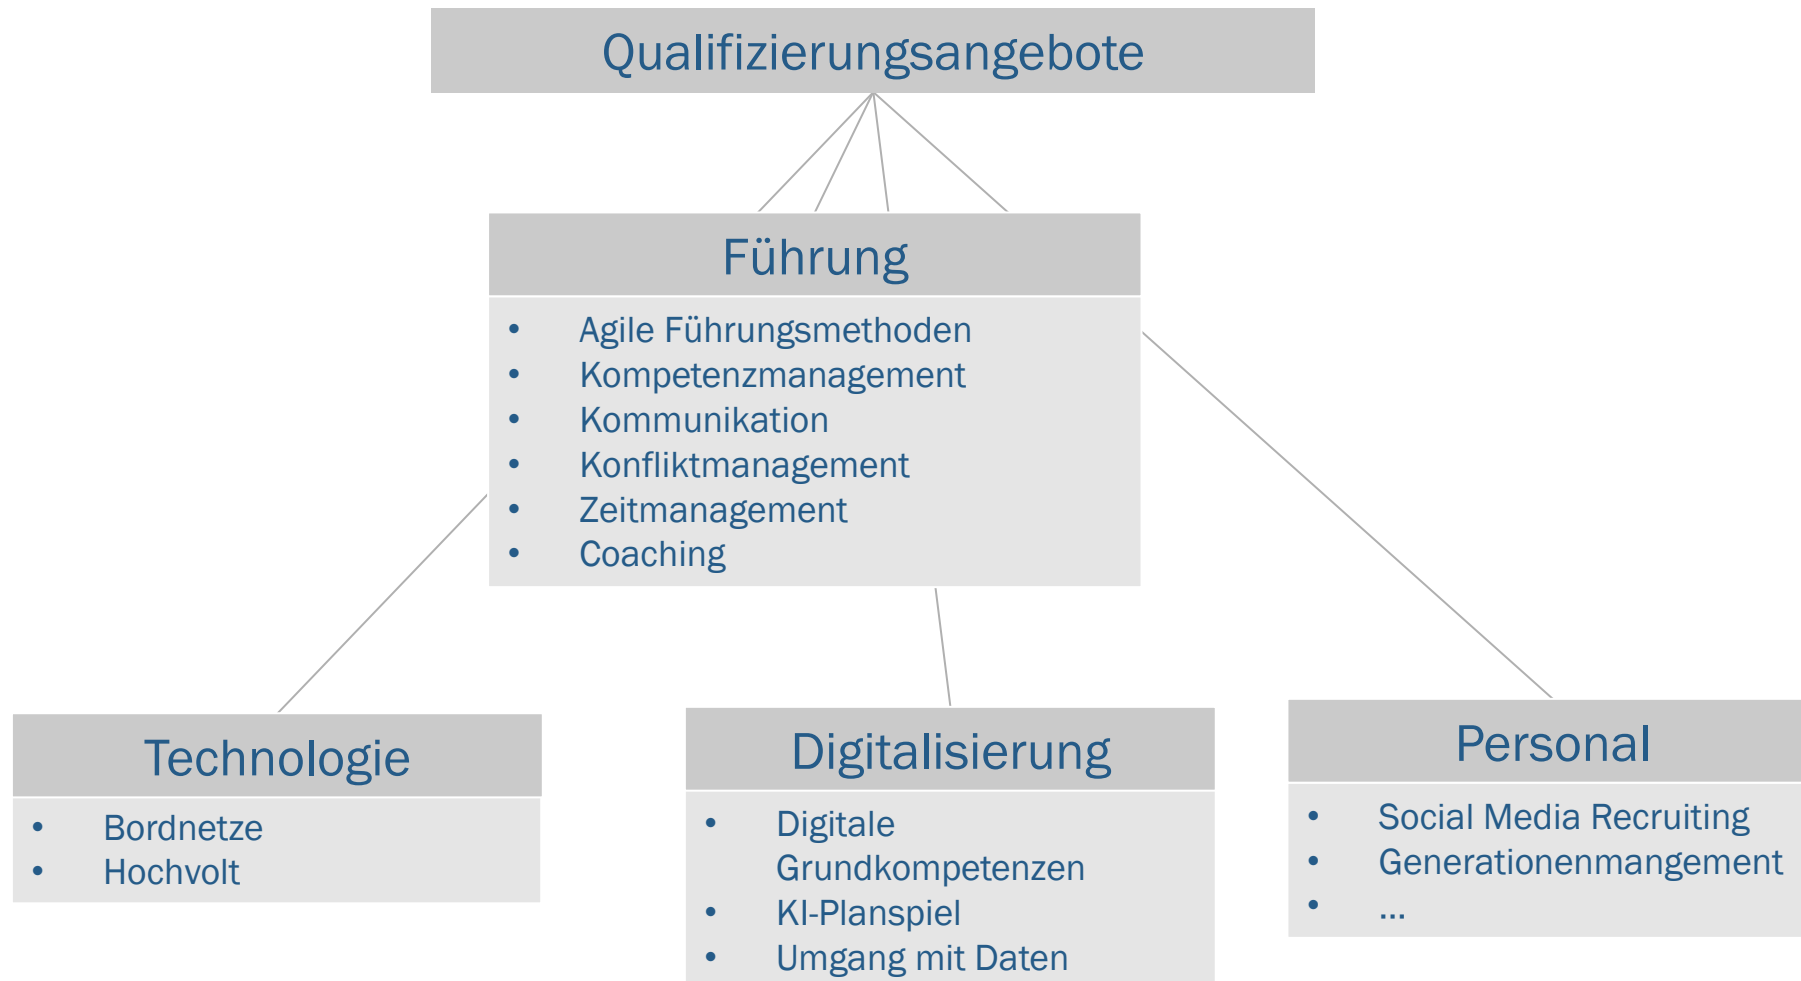 Qualifizierungsangebote
Führung
• Agile Führungsmethoden
• Kompetenzmanagement
• Kommunikation
• Konfliktmanagement
• Zeitmanagement
• Coaching
Technologie
• Bordnetze
• Hochvolt
Digitalisierung
• Digitale
Grundkompetenzen
• KI-Planspiel
• Umgang mit Daten
Personal
• Social Media Recruiting
• Generationenmangement
• ...